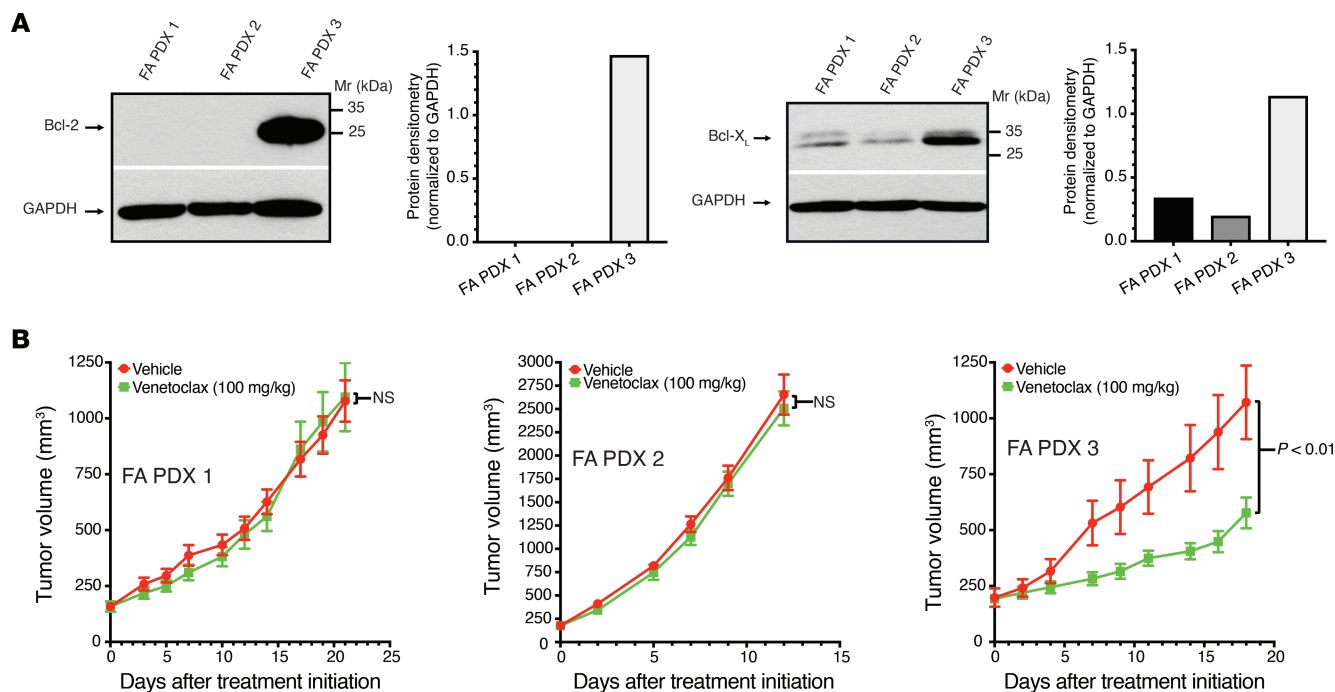 A
FA PDX 1
FA PDX 2
FA PDX 3
Mr (kDa)
35
25
Bcl-2
GAPDH
Protein densitometry
(normalized to GAPDH)
1.5
1.0
0.5
0.0
FA PDX 1
FA PDX 2
FA PDX 3
FA PDX 1
FA PDX 2
FA PDX 3
Mr (kDa)
35
25
Bcl-XL
GAPDH
Protein densitometry
(normalized to GAPDH)
1.5
1.0
0.5
0.0
FA PDX 1
FA PDX 2
FA PDX 3
B
Tumor volume (mm³)
1250
1000
750
500
250
0
Vehicle
Venetoclax (100 mg/kg)
NS
FA PDX 1
0 5 10 15 20 25
Days after treatment initiation
Tumor volume (mm³)
3000
2750
2500
2250
2000
1750
1500
1250
1000
750
500
250
0
Vehicle
Venetoclax (100 mg/kg)
NS
FA PDX 2
0 5 10 15
Days after treatment initiation
Tumor volume (mm³)
1250
1000
750
500
250
0
Vehicle
Venetoclax (100 mg/kg)
FA PDX 3
P < 0.01
0 5 10 15 20
Days after treatment initiation